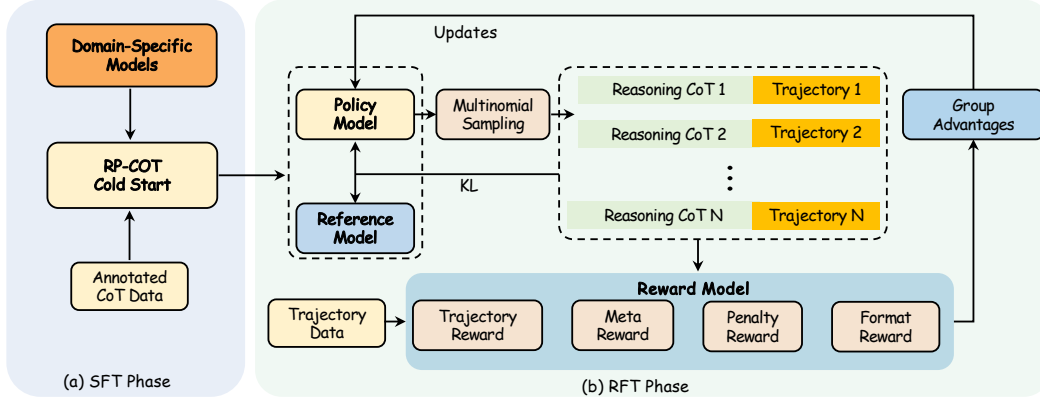 Domain-Specific
Models
RP-COT
Cold Start
Annotated
CoT Data
(a) SFT Phase
Updates
Policy
Model
Multinomial
Sampling
Reasoning CoT 1
Trajectory 1
Reasoning CoT 2
Trajectory 2
Reasoning CoT N
Trajectory N
Group
Advantages
KL
Reference
Model
Reward Model
Trajectory
Data
Trajectory
Reward
Meta
Reward
Penalty
Reward
Format
Reward
(b) RFT Phase